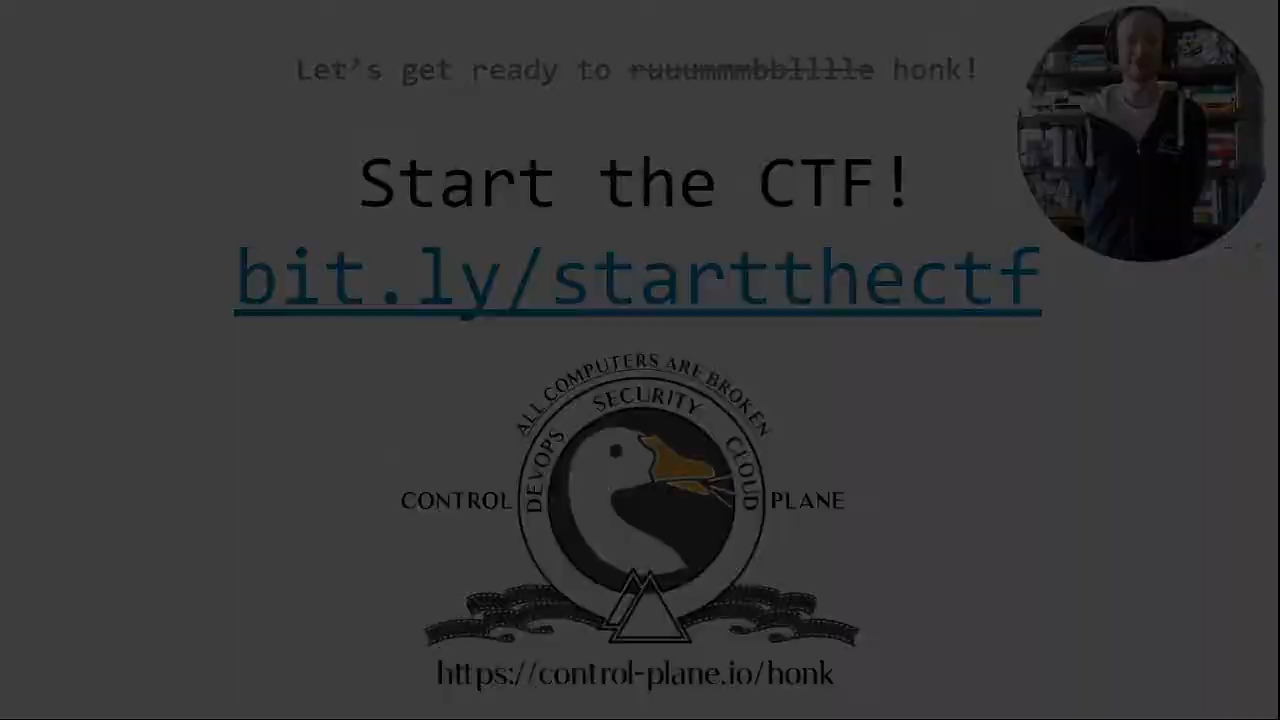 Let's get ready to ruuummmbblllle honk!
Start the CTF!
bit.ly/startthectf
ALL COMPUTERS ARE BROKEN
DEVOPS SECURITY CLOUD
CONTROL PLANE
https://control-plane.io/honk